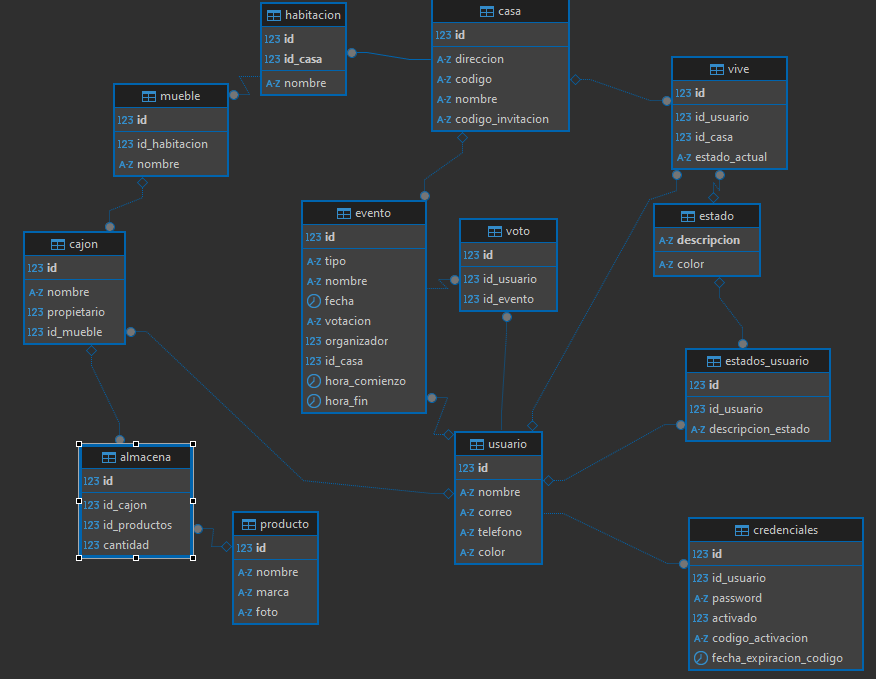 habitacion
123 id
123 id_casa
A-Z nombre
casa
123 id
A-Z direccion
A-Z codigo
A-Z nombre
A-Z codigo_invitacion
vive
123 id
123 id_usuario
123 id_casa
A-Z estado_actual
mueble
123 id
123 id_habitacion
A-Z nombre
evento
123 id
A-Z tipo
A-Z nombre
fecha
A-Z votacion
123 organizador
123 id_casa
hora_comienzo
hora_fin
voto
123 id
123 id_usuario
123 id_evento
estado
A-Z descripcion
A-Z color
cajon
123 id
A-Z nombre
123 propietario
123 id_mueble
estados_usuario
123 id
123 id_usuario
A-Z descripcion_estado
almacena
123 id
123 id_cajon
123 id_productos
123 cantidad
producto
123 id
A-Z nombre
A-Z marca
A-Z foto
usuario
123 id
A-Z nombre
A-Z correo
A-Z telefono
A-Z color
credenciales
123 id
123 id_usuario
A-Z password
123 activado
A-Z codigo_activacion
fecha_expiracion_codigo